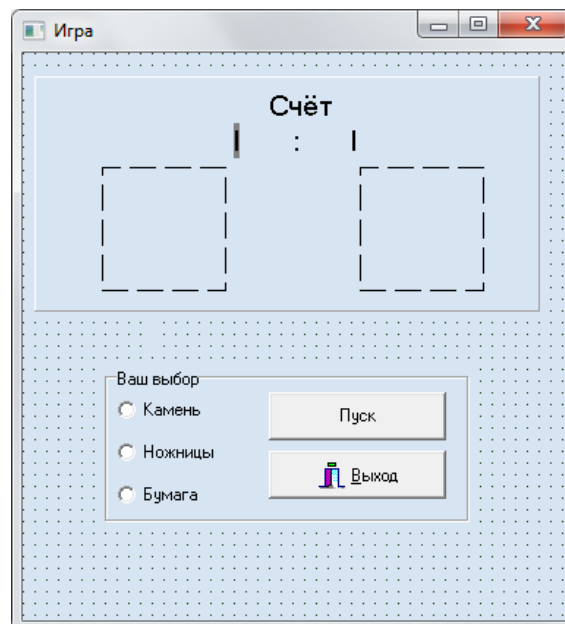 Игра
Счёт
I : I
Ваш выбор
Камень
Пуск
Ножницы
Выход
Бумага